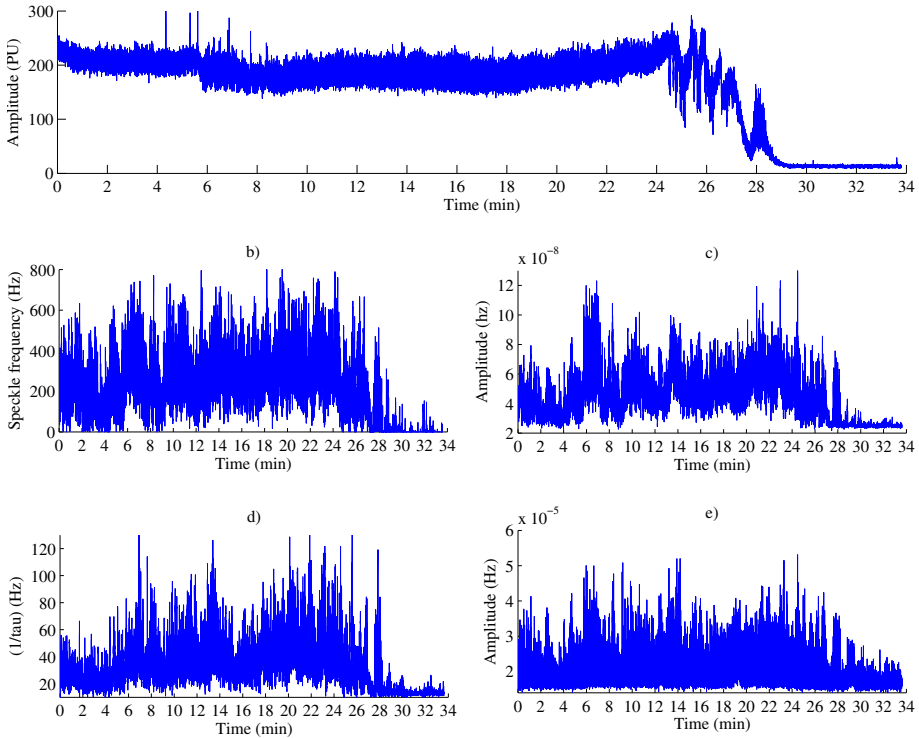 300
200
100
0
Amplitude (PU)
0 2 4 6 8 10 12 14 16 18 20 22 24 26 28 30 32 34
Time (min)
b)
800
600
400
200
0
Speckle frequency (Hz)
0 2 4 6 8 10 12 14 16 18 20 22 24 26 28 30 32 34
Time (min)
c)
x 10⁻⁸
12
10
8
6
4
2
Amplitude (hz)
0 2 4 6 8 10 12 14 16 18 20 22 24 26 28 30 32 34
Time (min)
d)
120
100
80
60
40
20
(1/tau) (Hz)
0 2 4 6 8 10 12 14 16 18 20 22 24 26 28 30 32 34
Time (min)
e)
x 10⁻⁵
6
5
4
3
2
Amplitude (Hz)
0 2 4 6 8 10 12 14 16 18 20 22 24 26 28 30 32 34
Time (min)